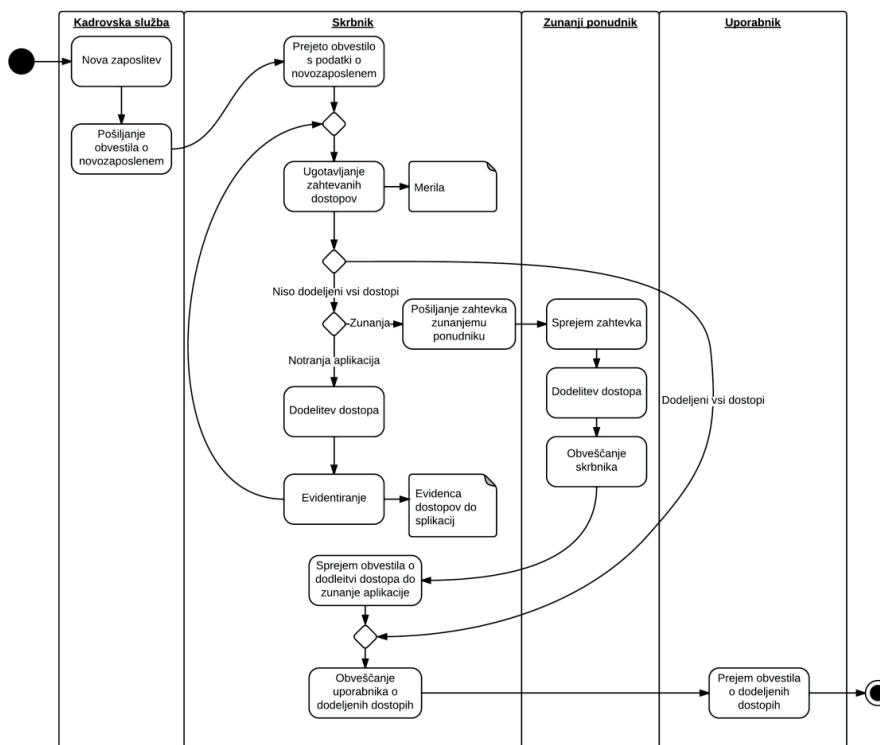 Kadrovska služba
Skrbnik
Zunanji ponudnik
Uporabnik
Nova zaposlitev
Prejeto obvestilo
s podatki o
novozaposlenem
Pošiljanje
obvestila o
novozaposlenem
Ugotavljanje
zahtevanih
dostopov
Merila
Niso dodeljeni vsi dostopi
Zunanja
Pošiljanje zahtevka
zunanjemu
ponudniku
Sprejem zahtevka
Notranja aplikacija
Dodelitev dostopa
Dodelitev dostopa
Dodeljeni vsi dostopi
Obveščanje
skrbnika
Evidentiranje
Evidenca
dostopov do
splikacij
Sprejem obvestila o
dodleitvi dostopa do
zunanje aplikacije
Obveščanje
uporabnika o
dodeljenih dostopih
Prejem obvestila
o dodeljenih
dostopih